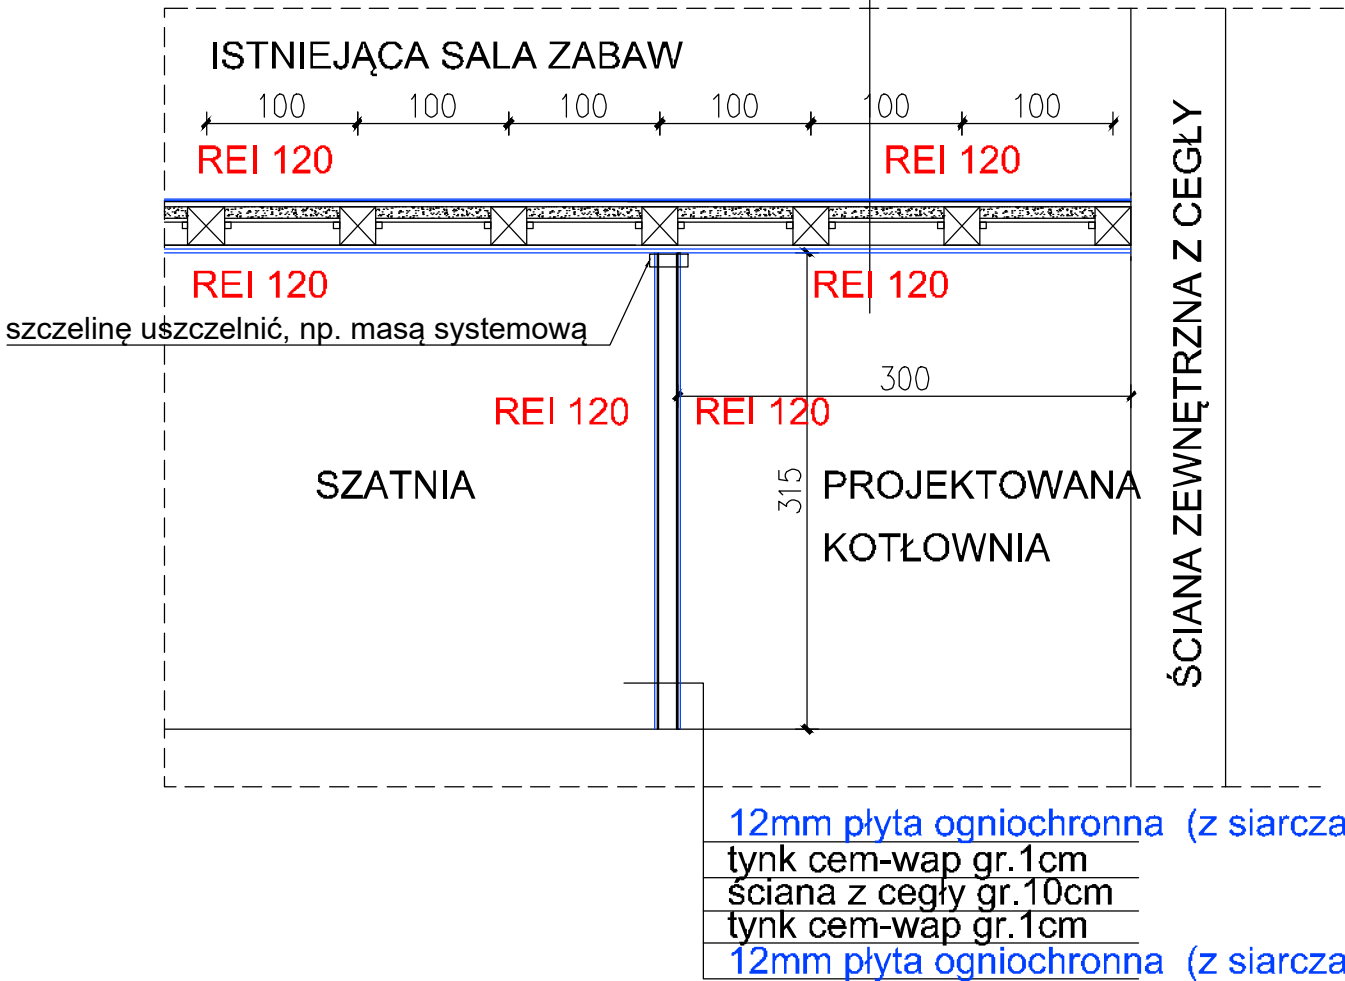 ISTNIEJĄCA SALA ZABAW
100 100 100 100 100 100
REI 120 REI 120
REI 120 REI 120
szczelinę uszczelnić, np. masą systemową
300
REI 120 REI 120
315
SZATNIA
PROJEKTOWANA
KOTŁOWNIA
ŚCIANA ZEWNĘTRZNA Z CEGŁY
12mm płyta ogniochronna (z siarcza
tynk cem-wap gr.1cm
ściana z cegły gr.10cm
tynk cem-wap gr.1cm
12mm płyta ogniochronna (z siarcza